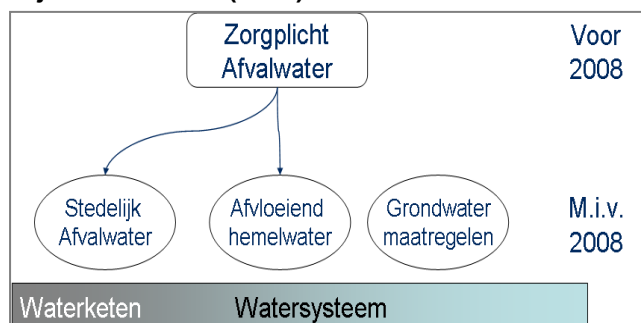 Zorgplicht
Afvalwater
Voor
2008
Stedelijk
Afvalwater
Afvloeiend
hemelwater
Grondwater
maatregelen
M.i.v.
2008
Waterketen
Watersysteem